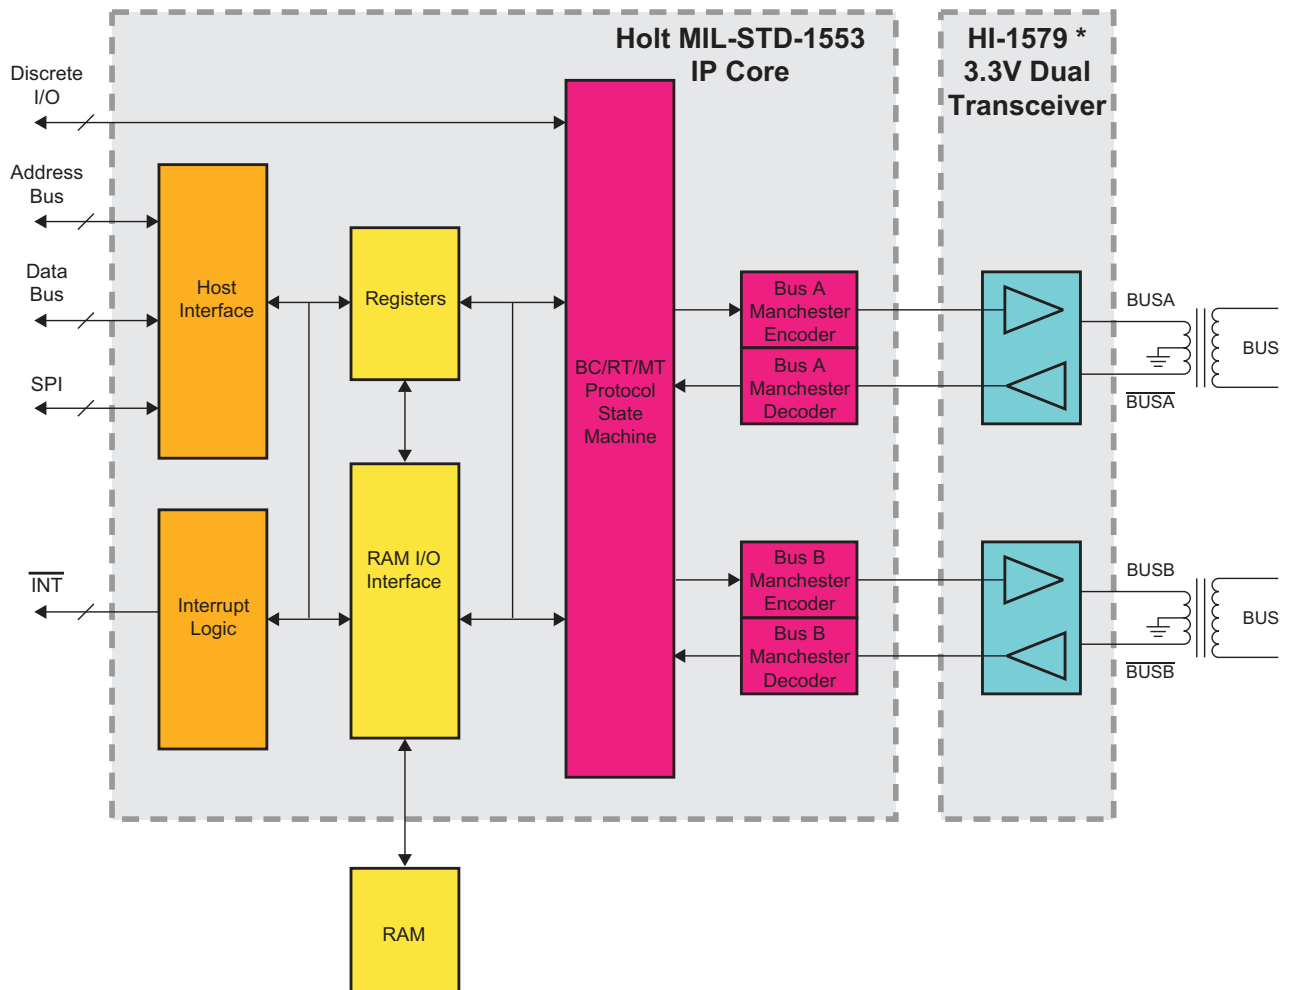 Holt MIL-STD-1553
IP Core
HI-1579 *
3.3V Dual
Transceiver
Discrete
I/O
Address
Bus
Data
Bus
SPI
INT
Host
Interface
Interrupt
Logic
Registers
RAM I/O
Interface
RAM
BC/RT/MT
Protocol
State
Machine
Bus A
Manchester
Encoder
Bus A
Manchester
Decoder
Bus B
Manchester
Encoder
Bus B
Manchester
Decoder
BUSA
BUSA
BUS
BUSB
BUSB
BUS